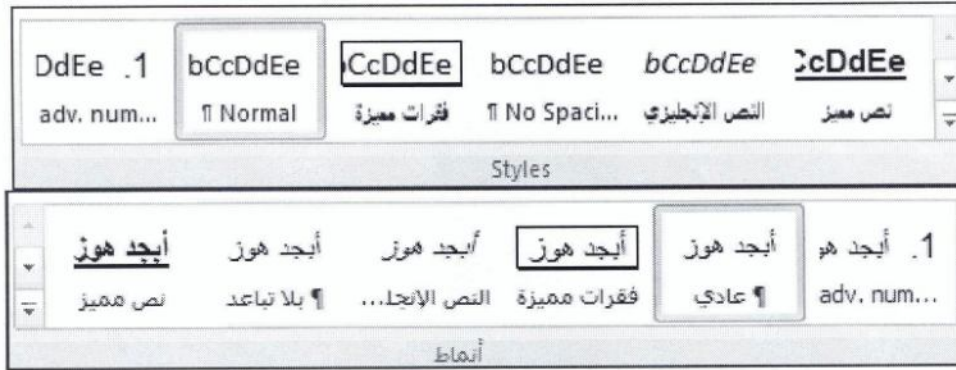 DdEe .1 bCcDdEe CcDdEe bCcDdEe bCcDdEe CcDdEe
adv. num... ¶ Normal فقرات مميزة ¶ No Spaci... النص الإنجليزي نص مميز
Styles
1. أبجد هو أبجد هوز أبجد هوز أبجد هوز أبجد هوز أبجد هوز
adv. num... ¶ عادي فقرات مميزة النص الإنجلـ... ¶ بلا تباعد نص مميز
أنماط